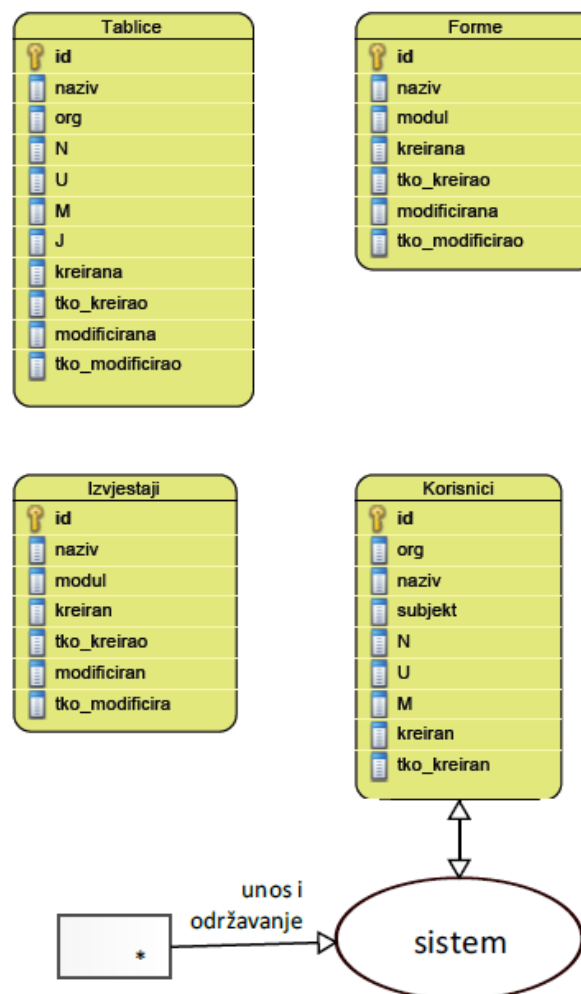 Tablice
id
naziv
org
N
U
M
J
kreirana
tko_kreirao
modificirana
tko_modificirao
Forme
id
naziv
modul
kreirana
tko_kreirao
modificirana
tko_modificirao
Izvjestaji
id
naziv
modul
kreiran
tko_kreirao
modificiran
tko_modificira
Korisnici
id
org
naziv
subjekt
N
U
M
kreiran
tko_kreiran
unos i
održavanje
*
sistem